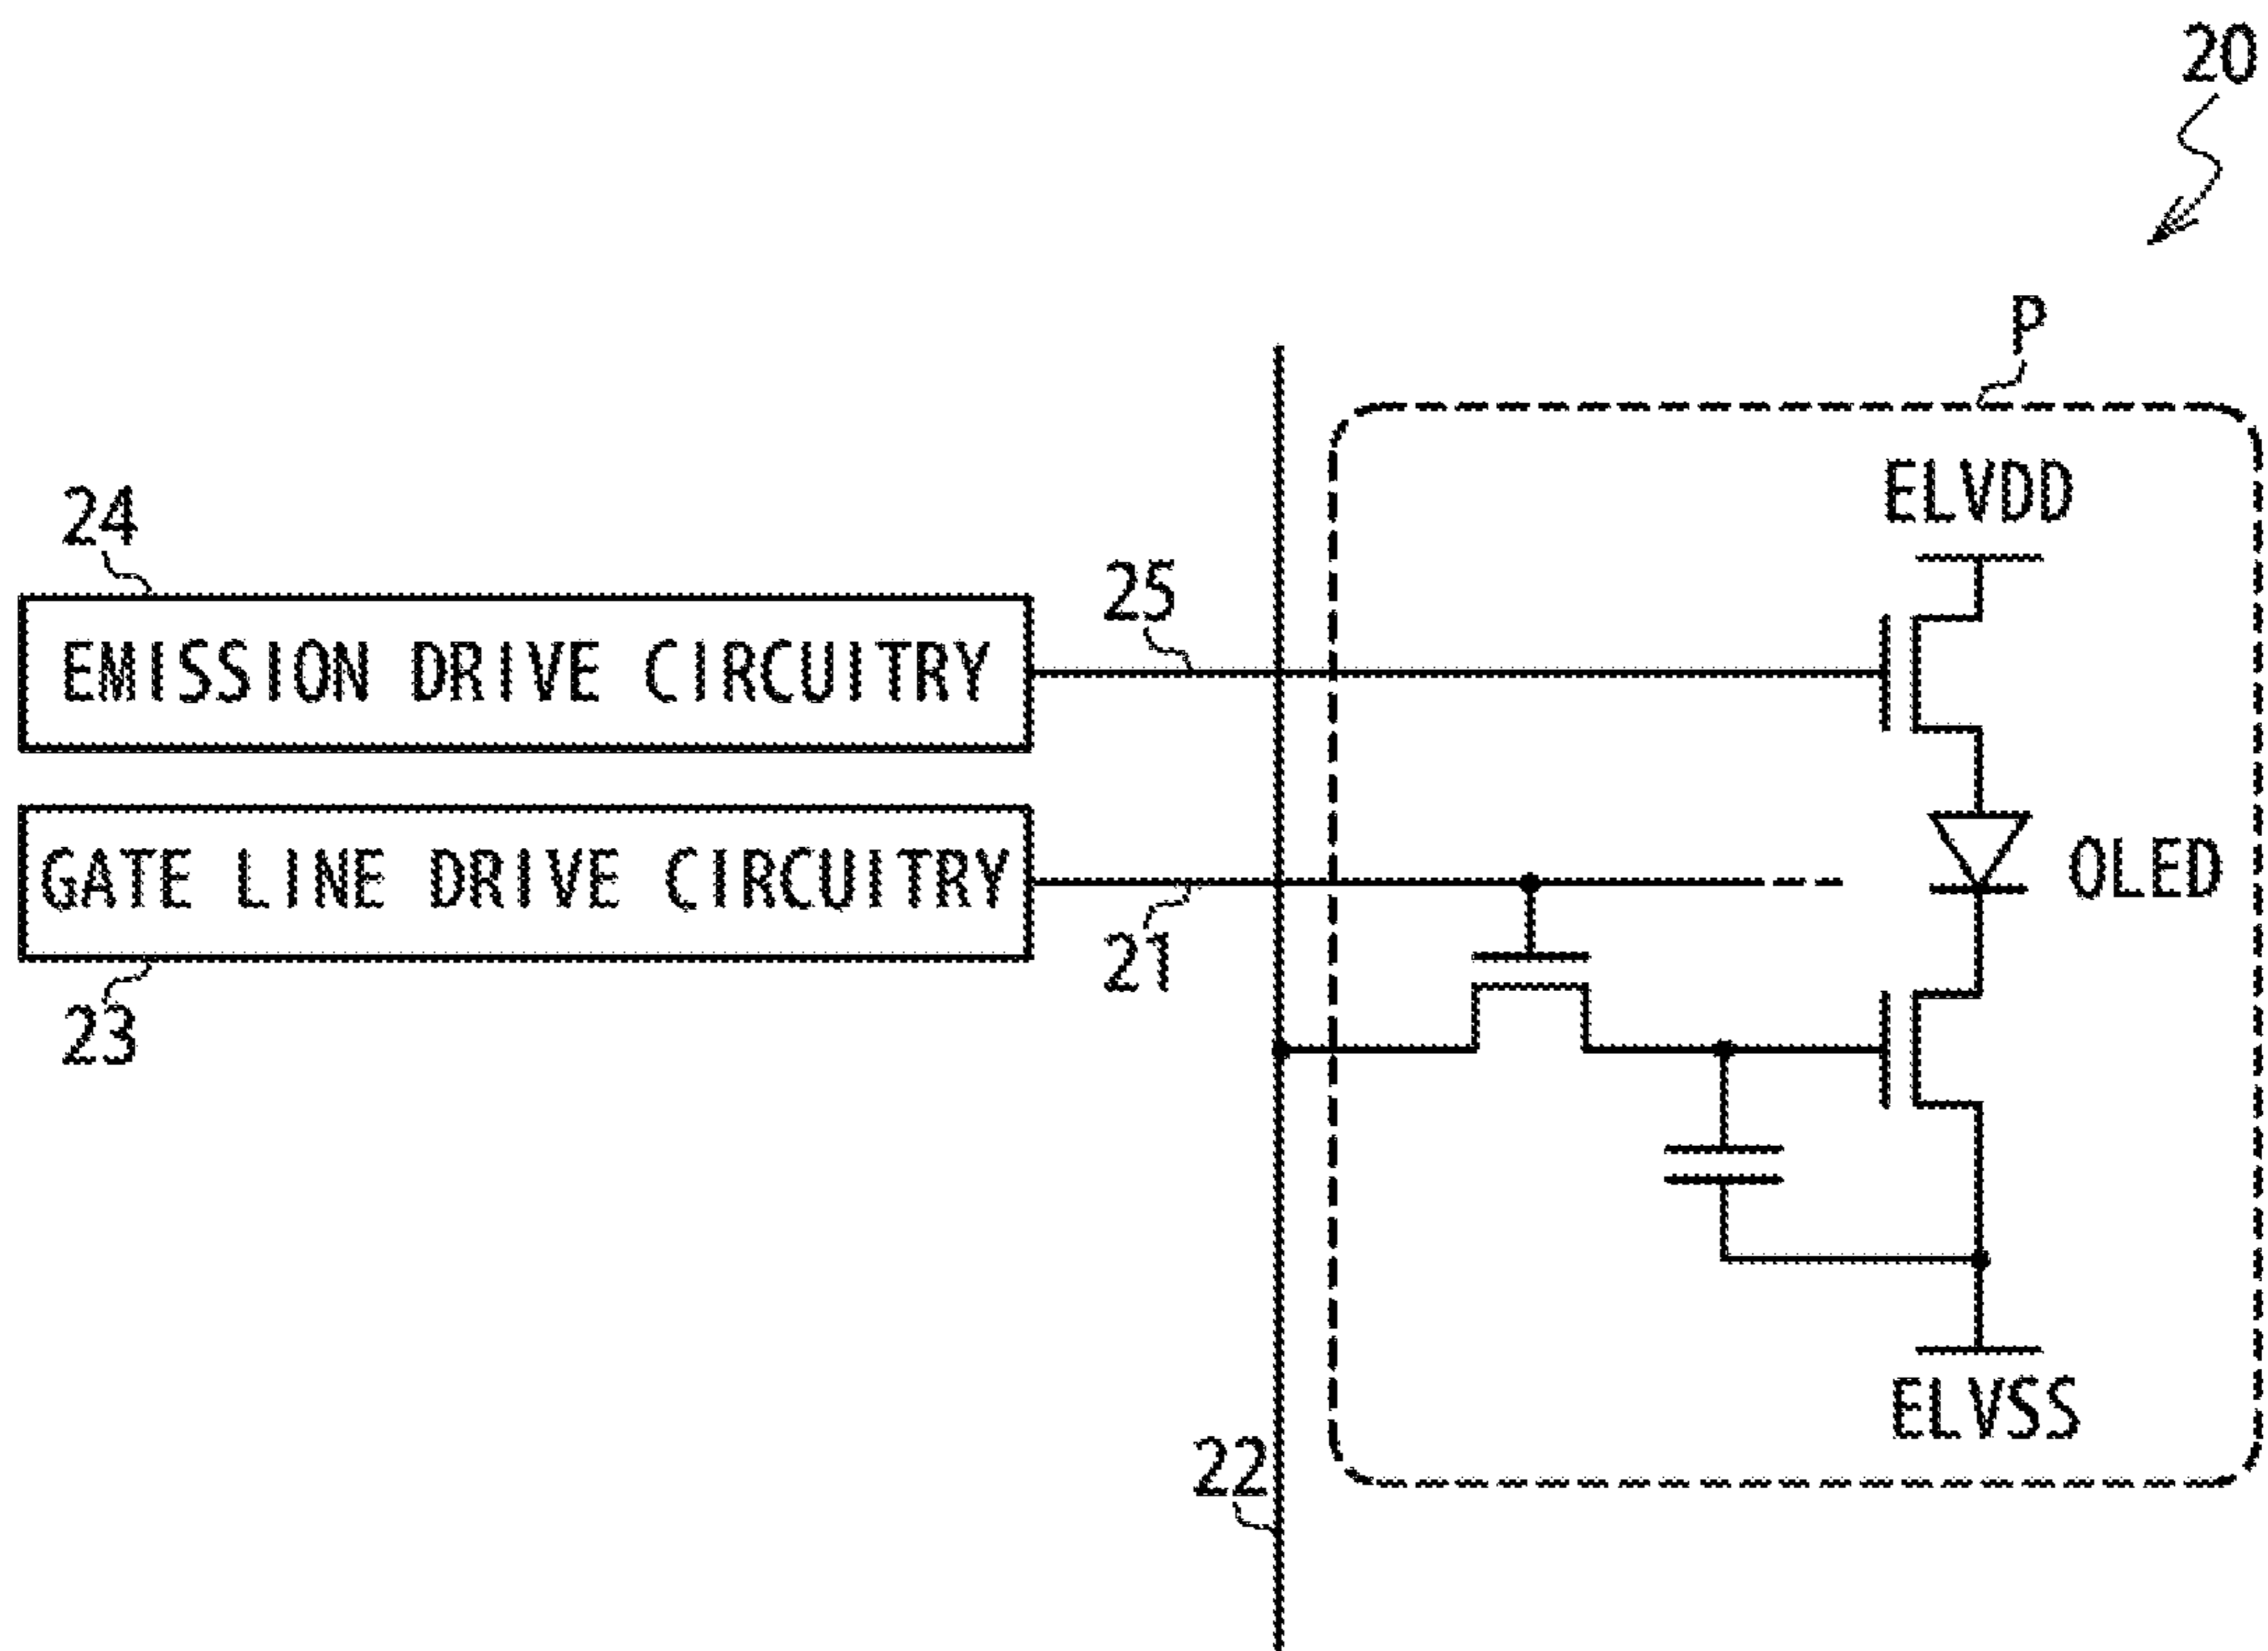 20
P
ELVDD
24
25
EMISSION DRIVE CIRCUITRY
GATE LINE DRIVE CIRCUITRY
OLED
21
23
ELVSS
22